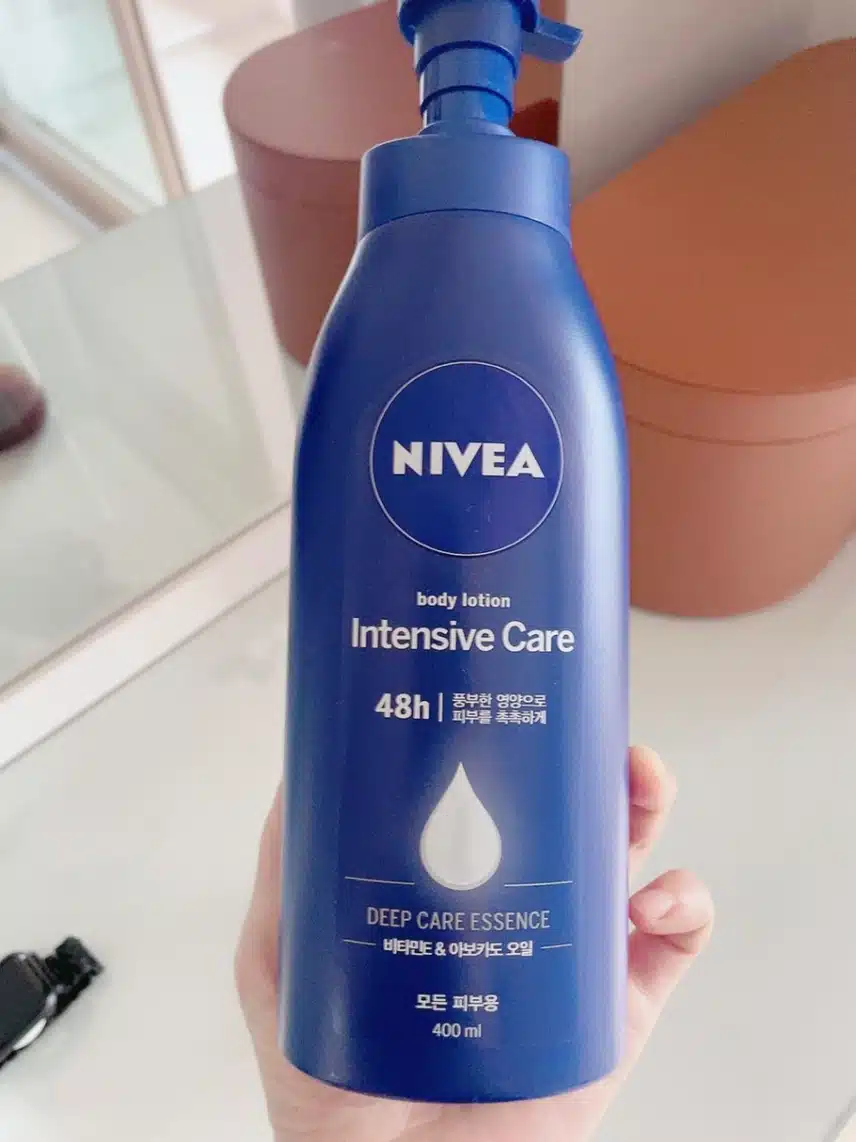 NIVEA
body lotion
Intensive Care
48h | 풍부한 영양으로
피부를 촉촉하게
DEEP CARE ESSENCE
비타민E & 아보카도 오일
모든 피부용
400 ml